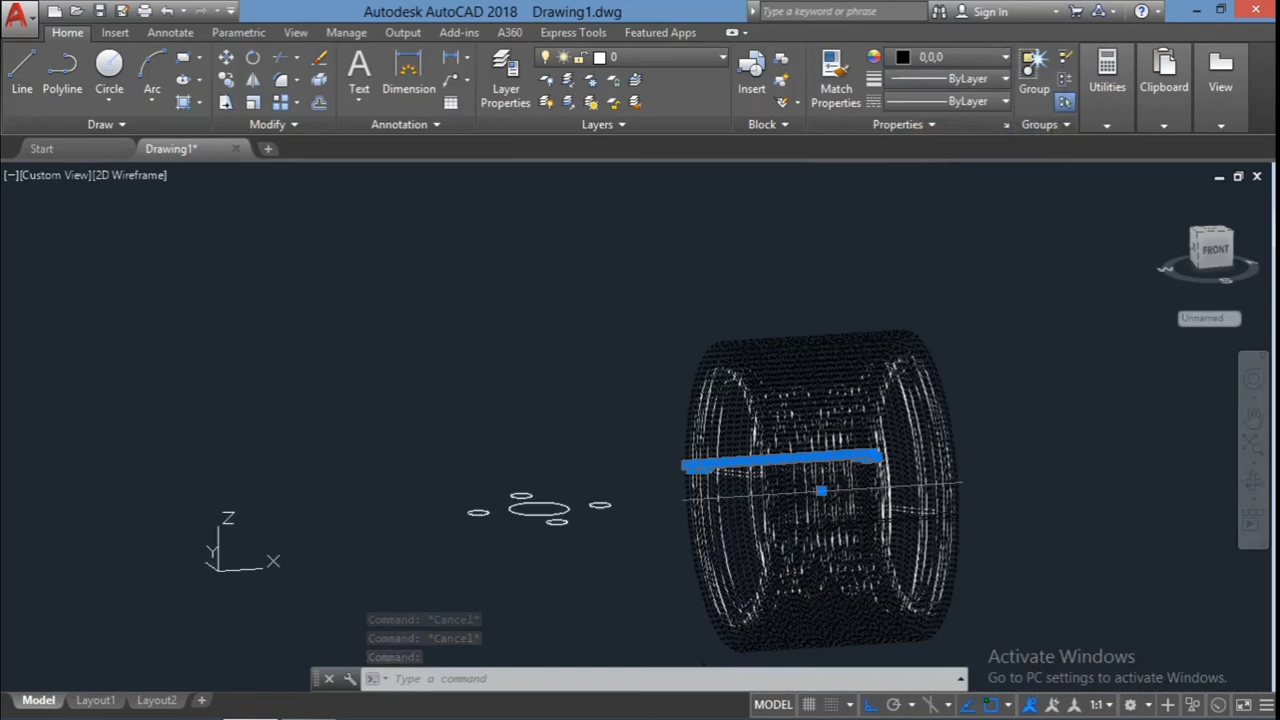 Autodesk AutoCAD 2018 Drawing1.dwg
Type a keyword or phrase
Sign In
Home Insert Annotate Parametric View Manage Output Add-ins A360 Express Tools Featured Apps
0
0,0,0
Line
Polyline
Circle
Arc
Text
Dimension
Layer
Properties
Insert
Match
Properties
ByLayer
ByLayer
Group
Utilities
Clipboard
View
Draw
Modify
Annotation
Layers
Block
Properties
Groups
Start
Drawing1*
[−][Custom View][2D Wireframe]
FRONT
W
Unnamed
Z
Y
X
Command: *Cancel*
Command: *Cancel*
Command:
Type a command
Activate Windows
Go to PC settings to activate Windows.
Model Layout1 Layout2
MODEL
1:1